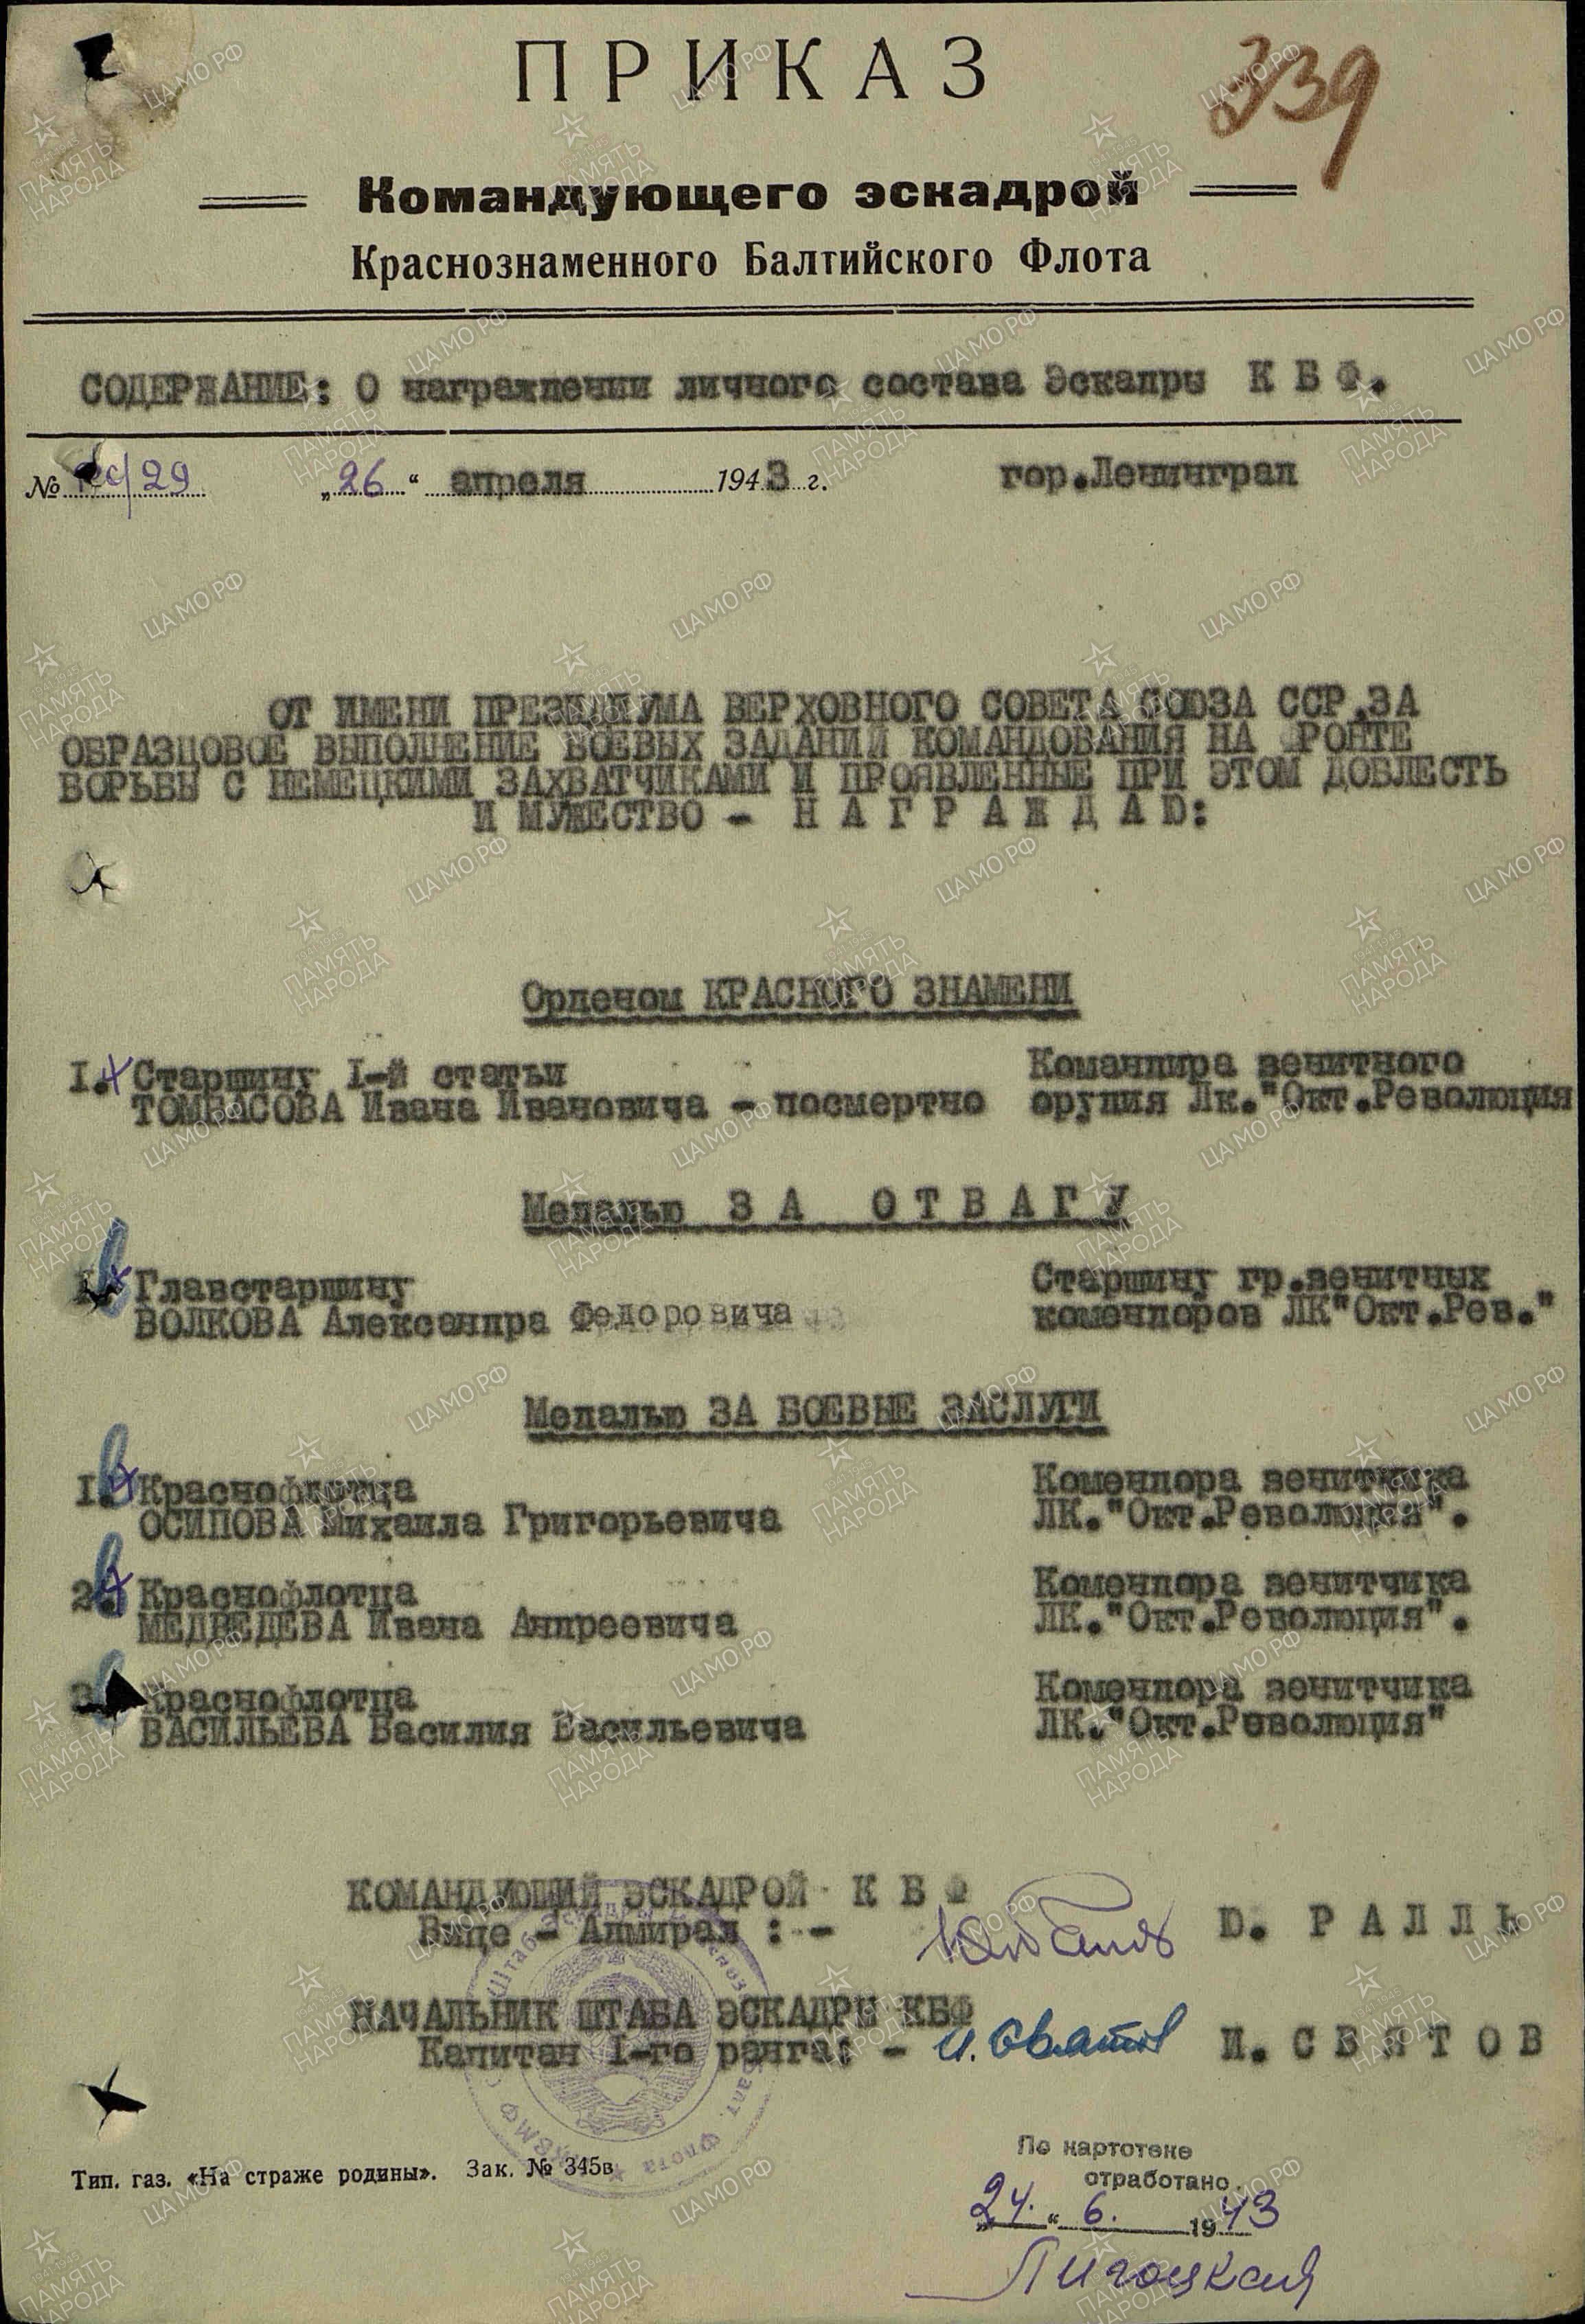 ПРИКАЗ
339
Командующего эскадрой
Краснознаменного Балтийского Флота
СОДЕРЖАНИЕ: О награждении личного состава Эскадры К Б Ф.
№ /29 „26“ апреля 1943 г. гор.Ленинград
ОТ ИМЕНИ ПРЕЗИДИУМА ВЕРХОВНОГО СОВЕТА СОЮЗА ССР,ЗА
ОБРАЗЦОВОЕ ВЫПОЛНЕНИЕ БОЕВЫХ ЗАДАНИЙ КОМАНДОВАНИЯ НА ФРОНТЕ
БОРЬБЫ С НЕМЕЦКИМИ ЗАХВАТЧИКАМИ И ПРОЯВЛЕННЫЕ ПРИ ЭТОМ ДОБЛЕСТЬ
И МУЖЕСТВО - Н А Г Р А Ж Д А Ю:
Орденом КРАСНОГО ЗНАМЕНИ
I. Старшину I-й статьи Командира зенитного
ТОМБАСОВА Ивана Ивановича - посмертно орудия Лк."Окт.Революция
Медалью З А О Т В А Г У
I. Главстаршину Старшину гр.зенитных
ВОЛКОВА Александра Федоровича комендоров ЛК"Окт.Рев."
Медалью ЗА БОЕВЫЕ ЗАСЛУГИ
I. Краснофлотца Комендора зенитчика
ОСИПОВА Михаила Григорьевича ЛК."Окт.Революция".
2. Краснофлотца Комендора зенитчика
МЕДВЕДЕВА Ивана Андреевича ЛК."Окт.Революция".
3. Краснофлотца Комендора зенитчика
ВАСИЛЬЕВА Василия Васильевича ЛК."Окт.Революция"
КОМАНДУЮЩИЙ ЭСКАДРОЙ К Б Ф
Вице - Адмирал : - Ю. Р А Л Л Ь
НАЧАЛЬНИК ШТАБА ЭСКАДРЫ КБФ
Капитан I-го ранга: - И. Святов И. С В Я Т О В
Тип. газ. «На страже родины». Зак. № 345в
По картотеке
отработано.
„24.“ 6. 1943